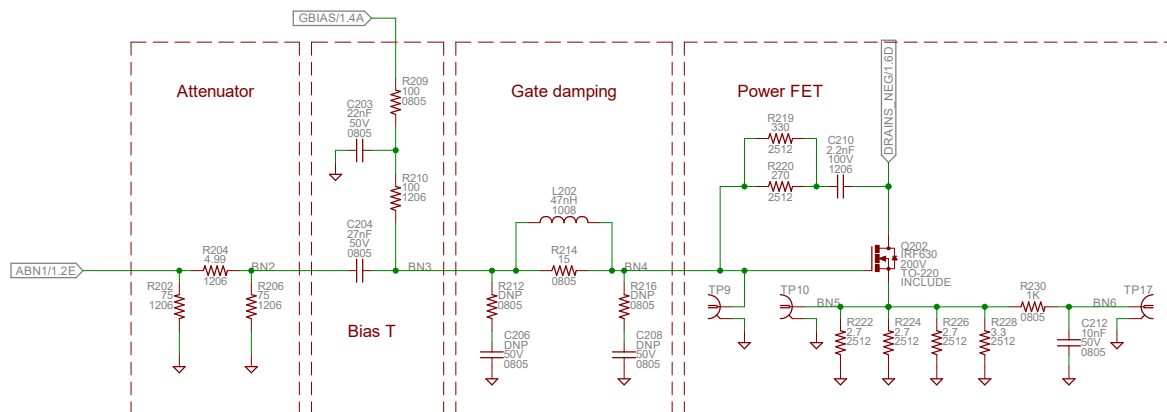 GBIAS/1.4A
DRAINS_NEG/1.6D
Attenuator
Gate damping
Power FET
R209
100
0805
C203
22nF
50V
0805
R210
100
1206
R219
330
2512
R220
270
2512
C210
2.2nF
100V
1206
L202
47nH
1008
C204
27nF
50V
0805
R214
15
0805
Q202
IRF630
200V
TO-220
INCLUDE
ABN1/1.2E
R204
4.99
1206
BN2
BN3
BN4
R202
75
1206
R206
75
1206
Bias T
R212
DNP
0805
R216
DNP
0805
C206
DNP
50V
0805
C208
DNP
50V
0805
TP9
TP10
BN5
R222
2.7
2512
R224
2.7
2512
R226
2.7
2512
R228
3.3
2512
R230
1K
0805
BN6
TP17
C212
10nF
50V
0805